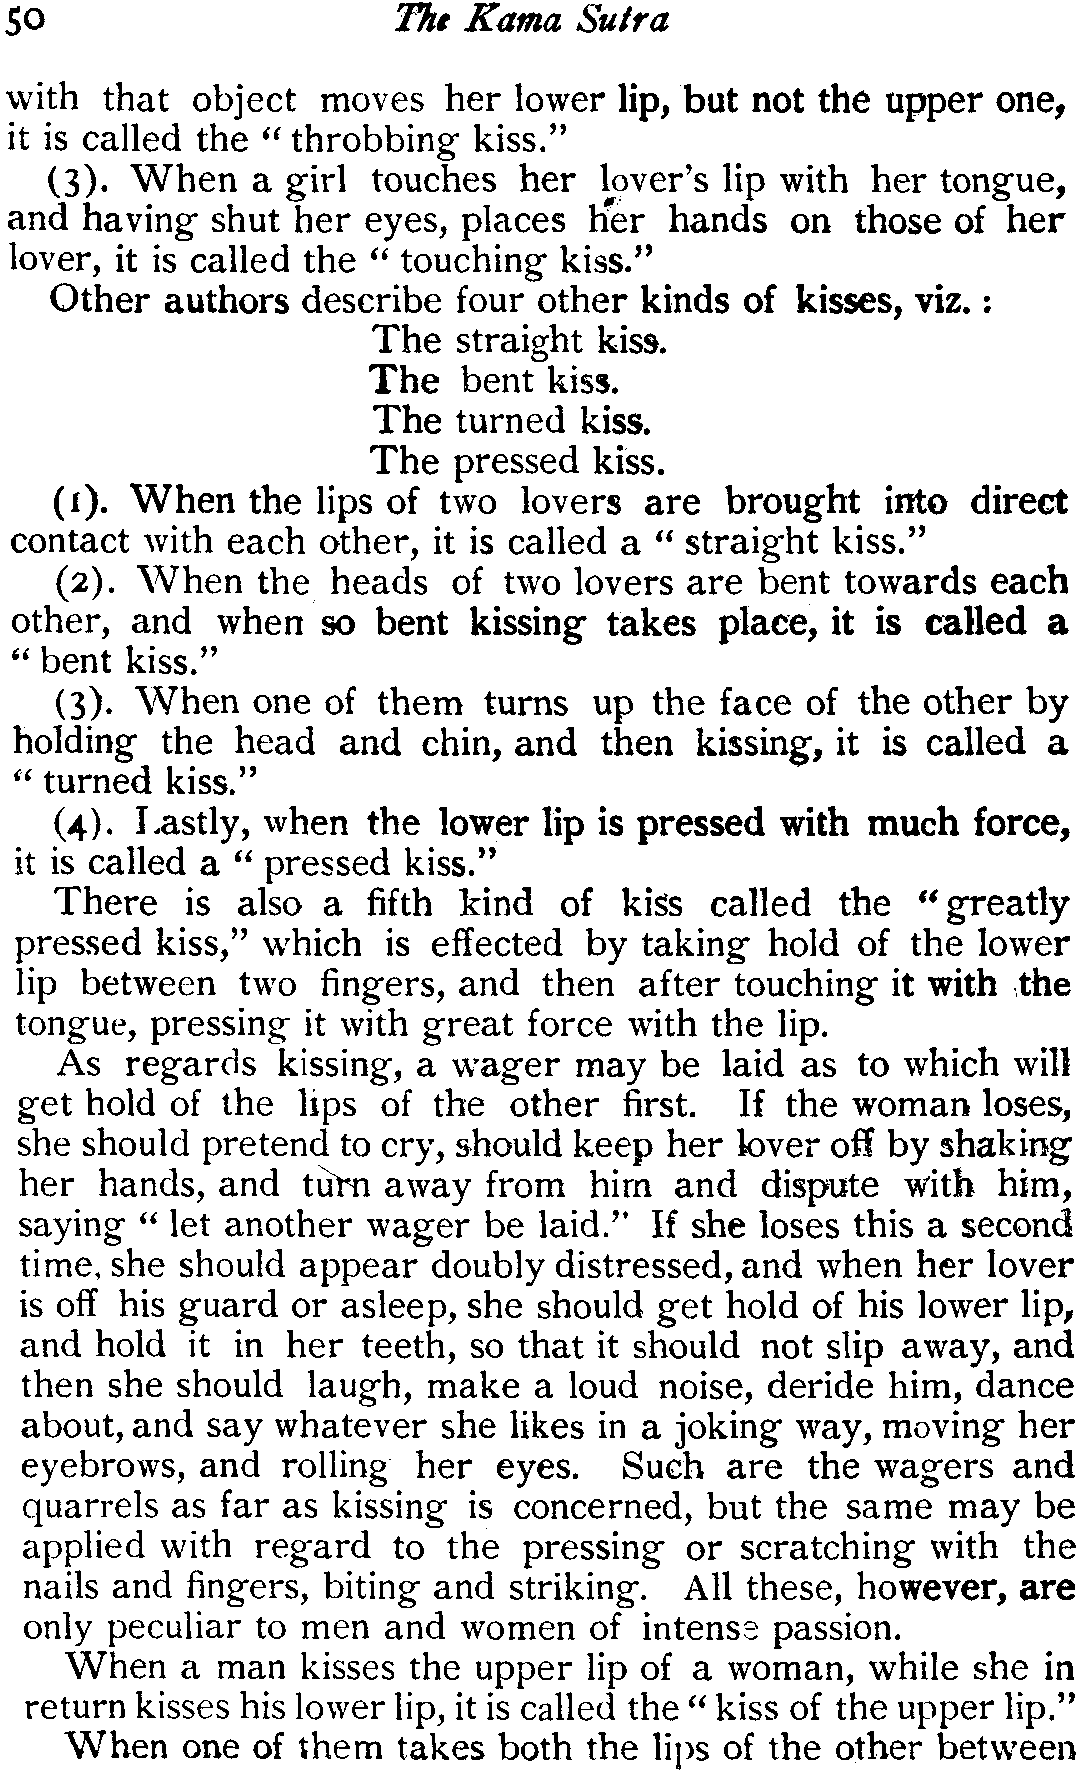 50 The Kama Sutra
with that object moves her lower lip, but not the upper one,
it is called the “ throbbing kiss.”
(3). When a girl touches her lover’s lip with her tongue,
and having shut her eyes, places her hands on those of her
lover, it is called the “ touching kiss.”
Other authors describe four other kinds of kisses, viz. :
The straight kiss.
The bent kiss.
The turned kiss.
The pressed kiss.
(1). When the lips of two lovers are brought into direct
contact with each other, it is called a “ straight kiss.”
(2). When the heads of two lovers are bent towards each
other, and when so bent kissing takes place, it is called a
“ bent kiss.”
(3). When one of them turns up the face of the other by
holding the head and chin, and then kissing, it is called a
“ turned kiss.”
(4). Lastly, when the lower lip is pressed with much force,
it is called a “ pressed kiss.”
There is also a fifth kind of kiss called the “ greatly
pressed kiss,” which is effected by taking hold of the lower
lip between two fingers, and then after touching it with the
tongue, pressing it with great force with the lip.
As regards kissing, a wager may be laid as to which will
get hold of the lips of the other first. If the woman loses,
she should pretend to cry, should keep her lover off by shaking
her hands, and turn away from him and dispute with him,
saying “ let another wager be laid.” If she loses this a second
time, she should appear doubly distressed, and when her lover
is off his guard or asleep, she should get hold of his lower lip,
and hold it in her teeth, so that it should not slip away, and
then she should laugh, make a loud noise, deride him, dance
about, and say whatever she likes in a joking way, moving her
eyebrows, and rolling her eyes. Such are the wagers and
quarrels as far as kissing is concerned, but the same may be
applied with regard to the pressing or scratching with the
nails and fingers, biting and striking. All these, however, are
only peculiar to men and women of intense passion.
When a man kisses the upper lip of a woman, while she in
return kisses his lower lip, it is called the “ kiss of the upper lip.”
When one of them takes both the lips of the other between